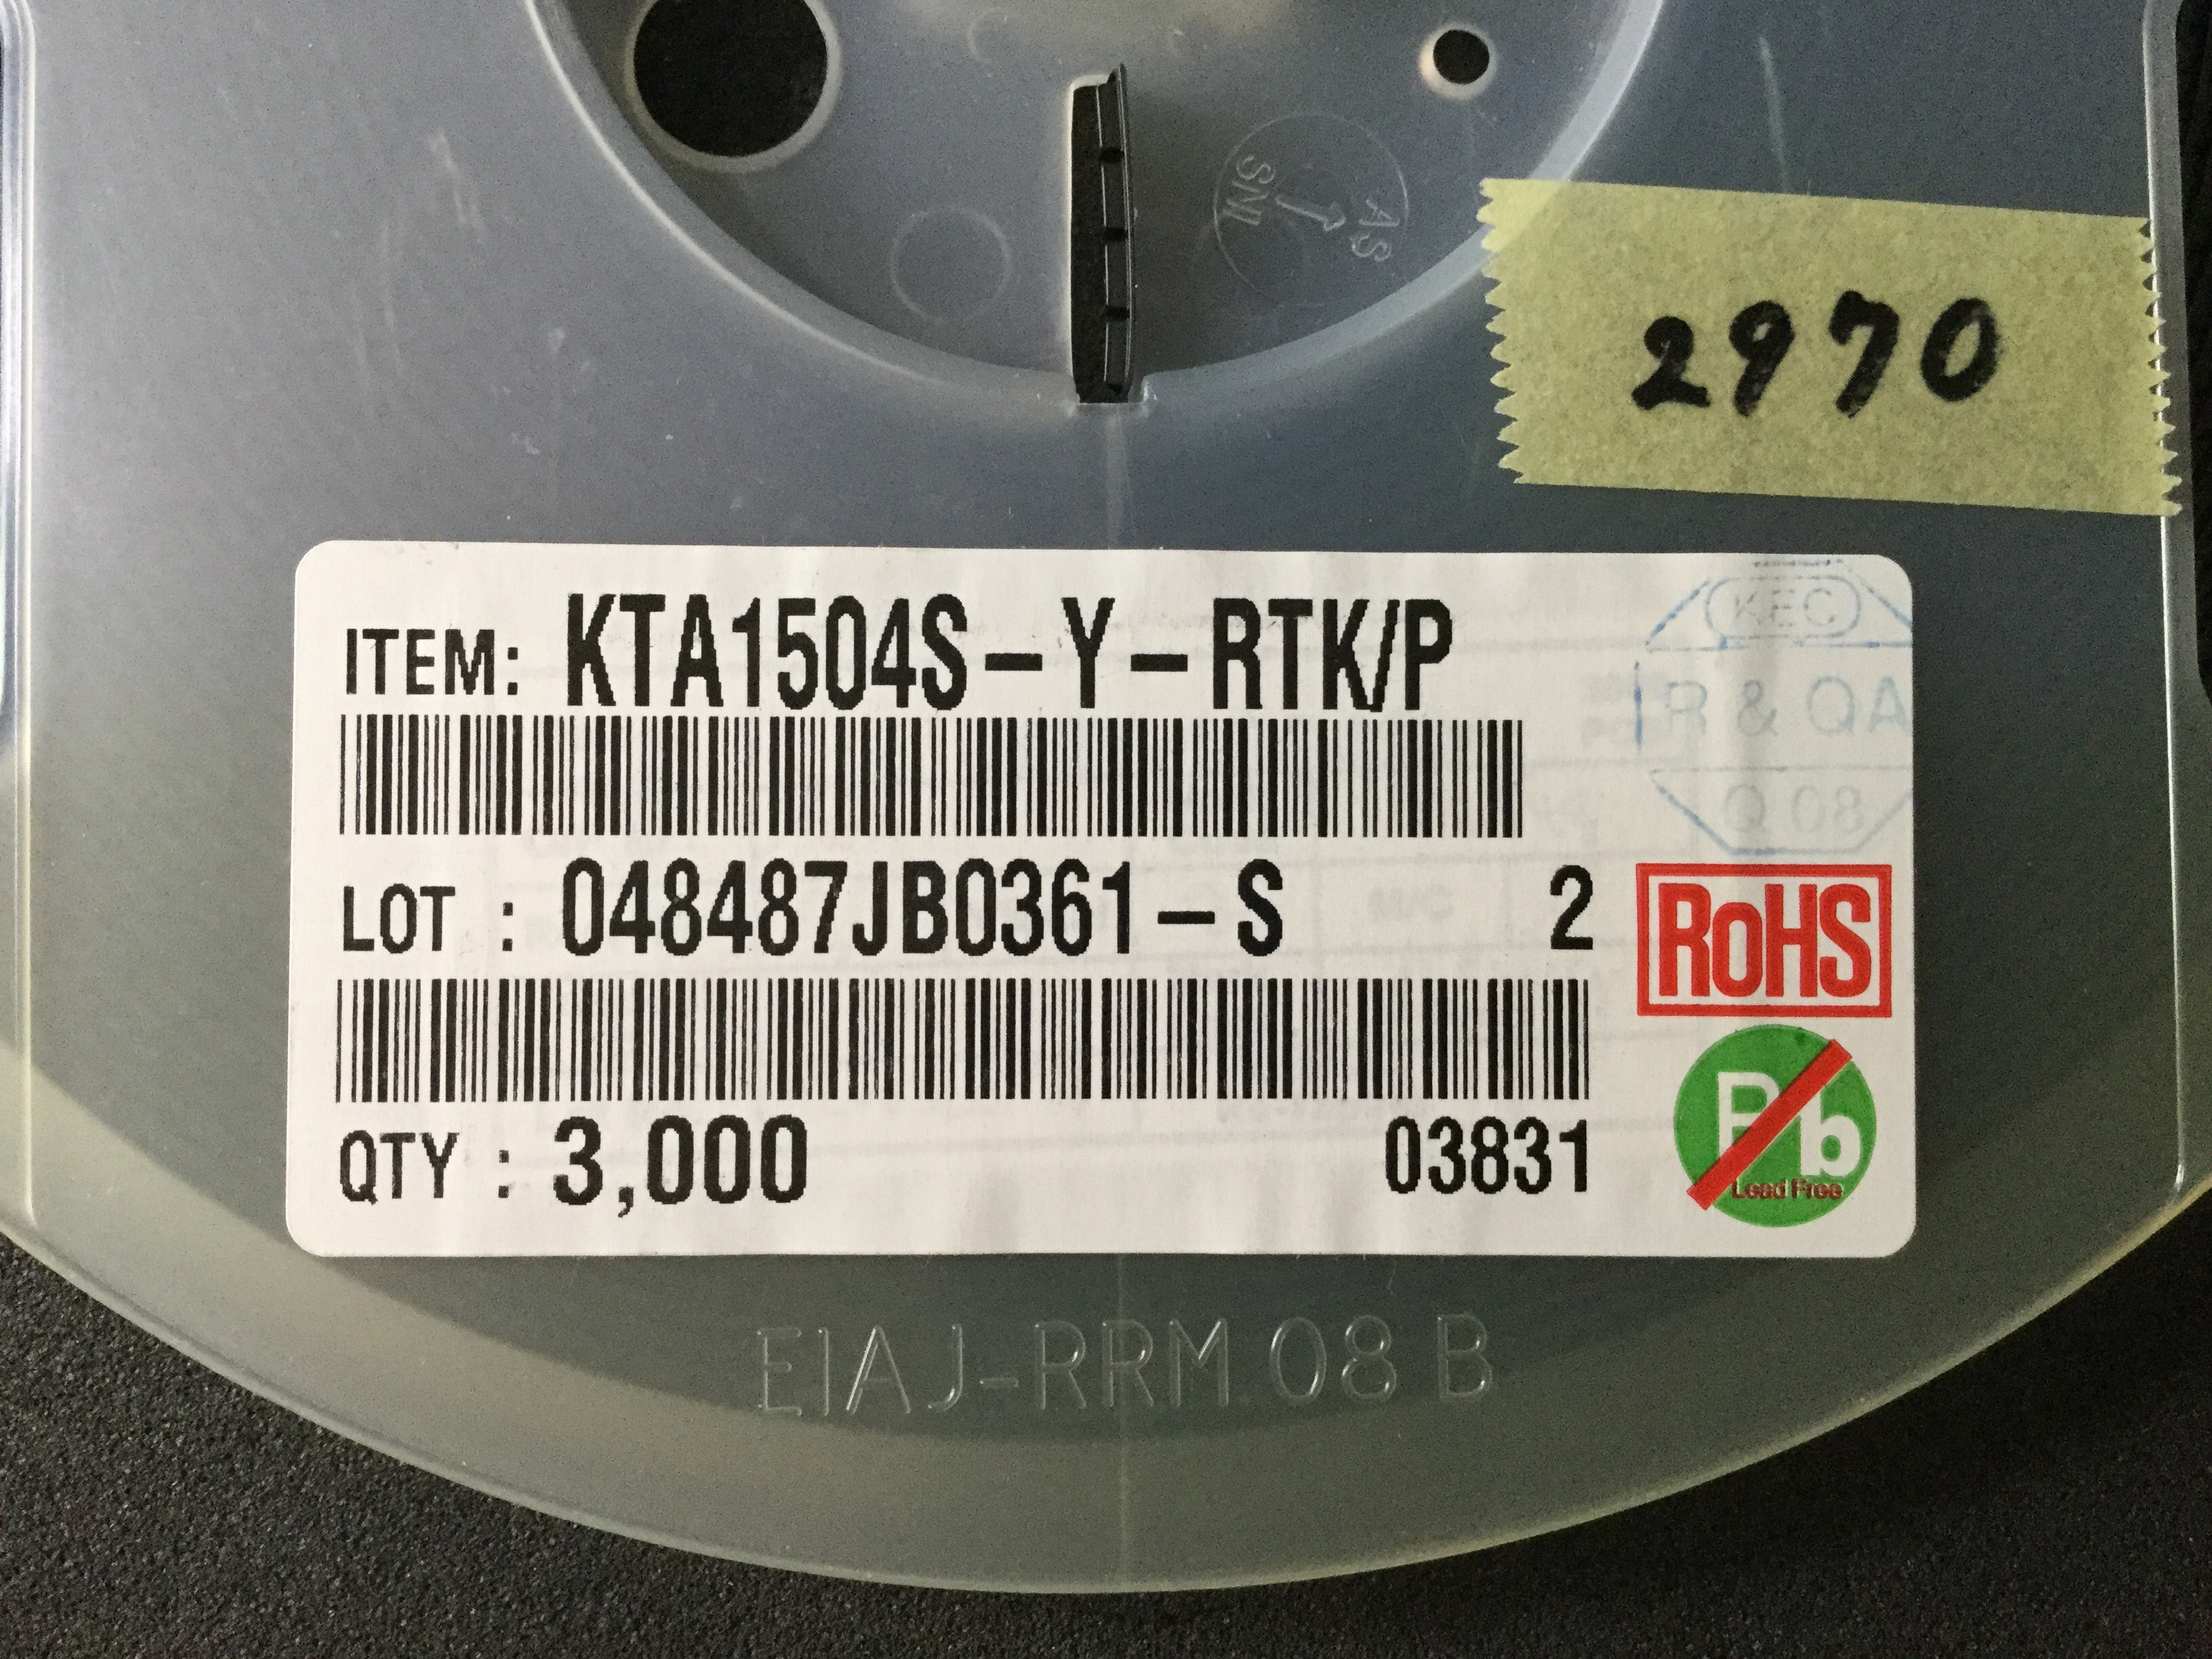 AS
SNI
2970
ITEM: KTA1504S-Y-RTK/P
KEC
QA & R
LOT : 048487JB0361-S 2
RoHS
QTY : 3,000 03831
Pb
Lead Free
EIAJ-RRM 08 B